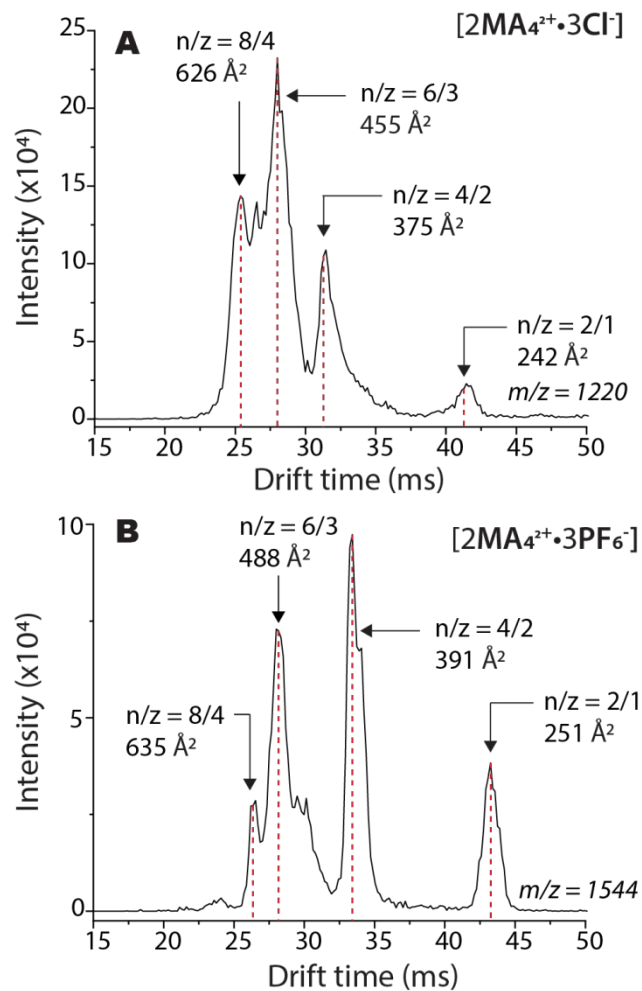 A
[2MA₄²⁺•3Cl⁻]
n/z = 8/4
626 Å²
n/z = 6/3
455 Å²
n/z = 4/2
375 Å²
n/z = 2/1
242 Å²
m/z = 1220
Intensity (x10⁴)
25
20
15
10
5
0
15 20 25 30 35 40 45 50
Drift time (ms)
B
[2MA₄²⁺•3PF₆⁻]
n/z = 6/3
488 Å²
n/z = 4/2
391 Å²
n/z = 8/4
635 Å²
n/z = 2/1
251 Å²
m/z = 1544
Intensity (x10⁴)
10
5
0
15 20 25 30 35 40 45 50
Drift time (ms)